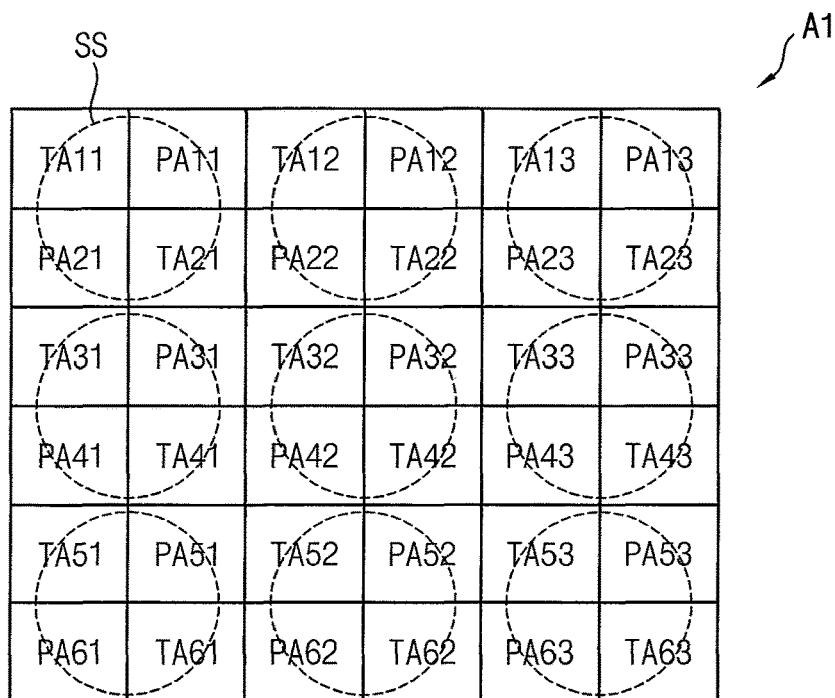 A1
SS
TA11 PA11 TA12 PA12 TA13 PA13
PA21 TA21 PA22 TA22 PA23 TA23
TA31 PA31 TA32 PA32 TA33 PA33
PA41 TA41 PA42 TA42 PA43 TA43
TA51 PA51 TA52 PA52 TA53 PA53
PA61 TA61 PA62 TA62 PA63 TA63